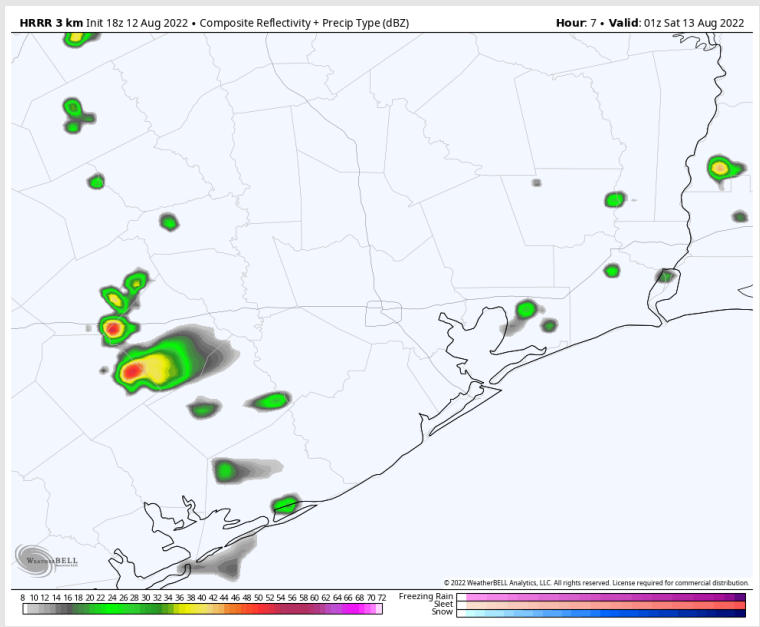 HRRR 3 km Init 18z 12 Aug 2022 • Composite Reflectivity + Precip Type (dBZ)
Hour: 7 • Valid: 01z Sat 13 Aug 2022
WeatherBELL
© 2022 WeatherBELL Analytics, LLC. All rights reserved. License required for commercial distribution.
8 10 12 14 16 18 20 22 24 26 28 30 32 34 36 38 40 42 44 46 48 50 52 54 56 58 60 62 64 66 68 70 72
Freezing Rain
Sleet
Snow